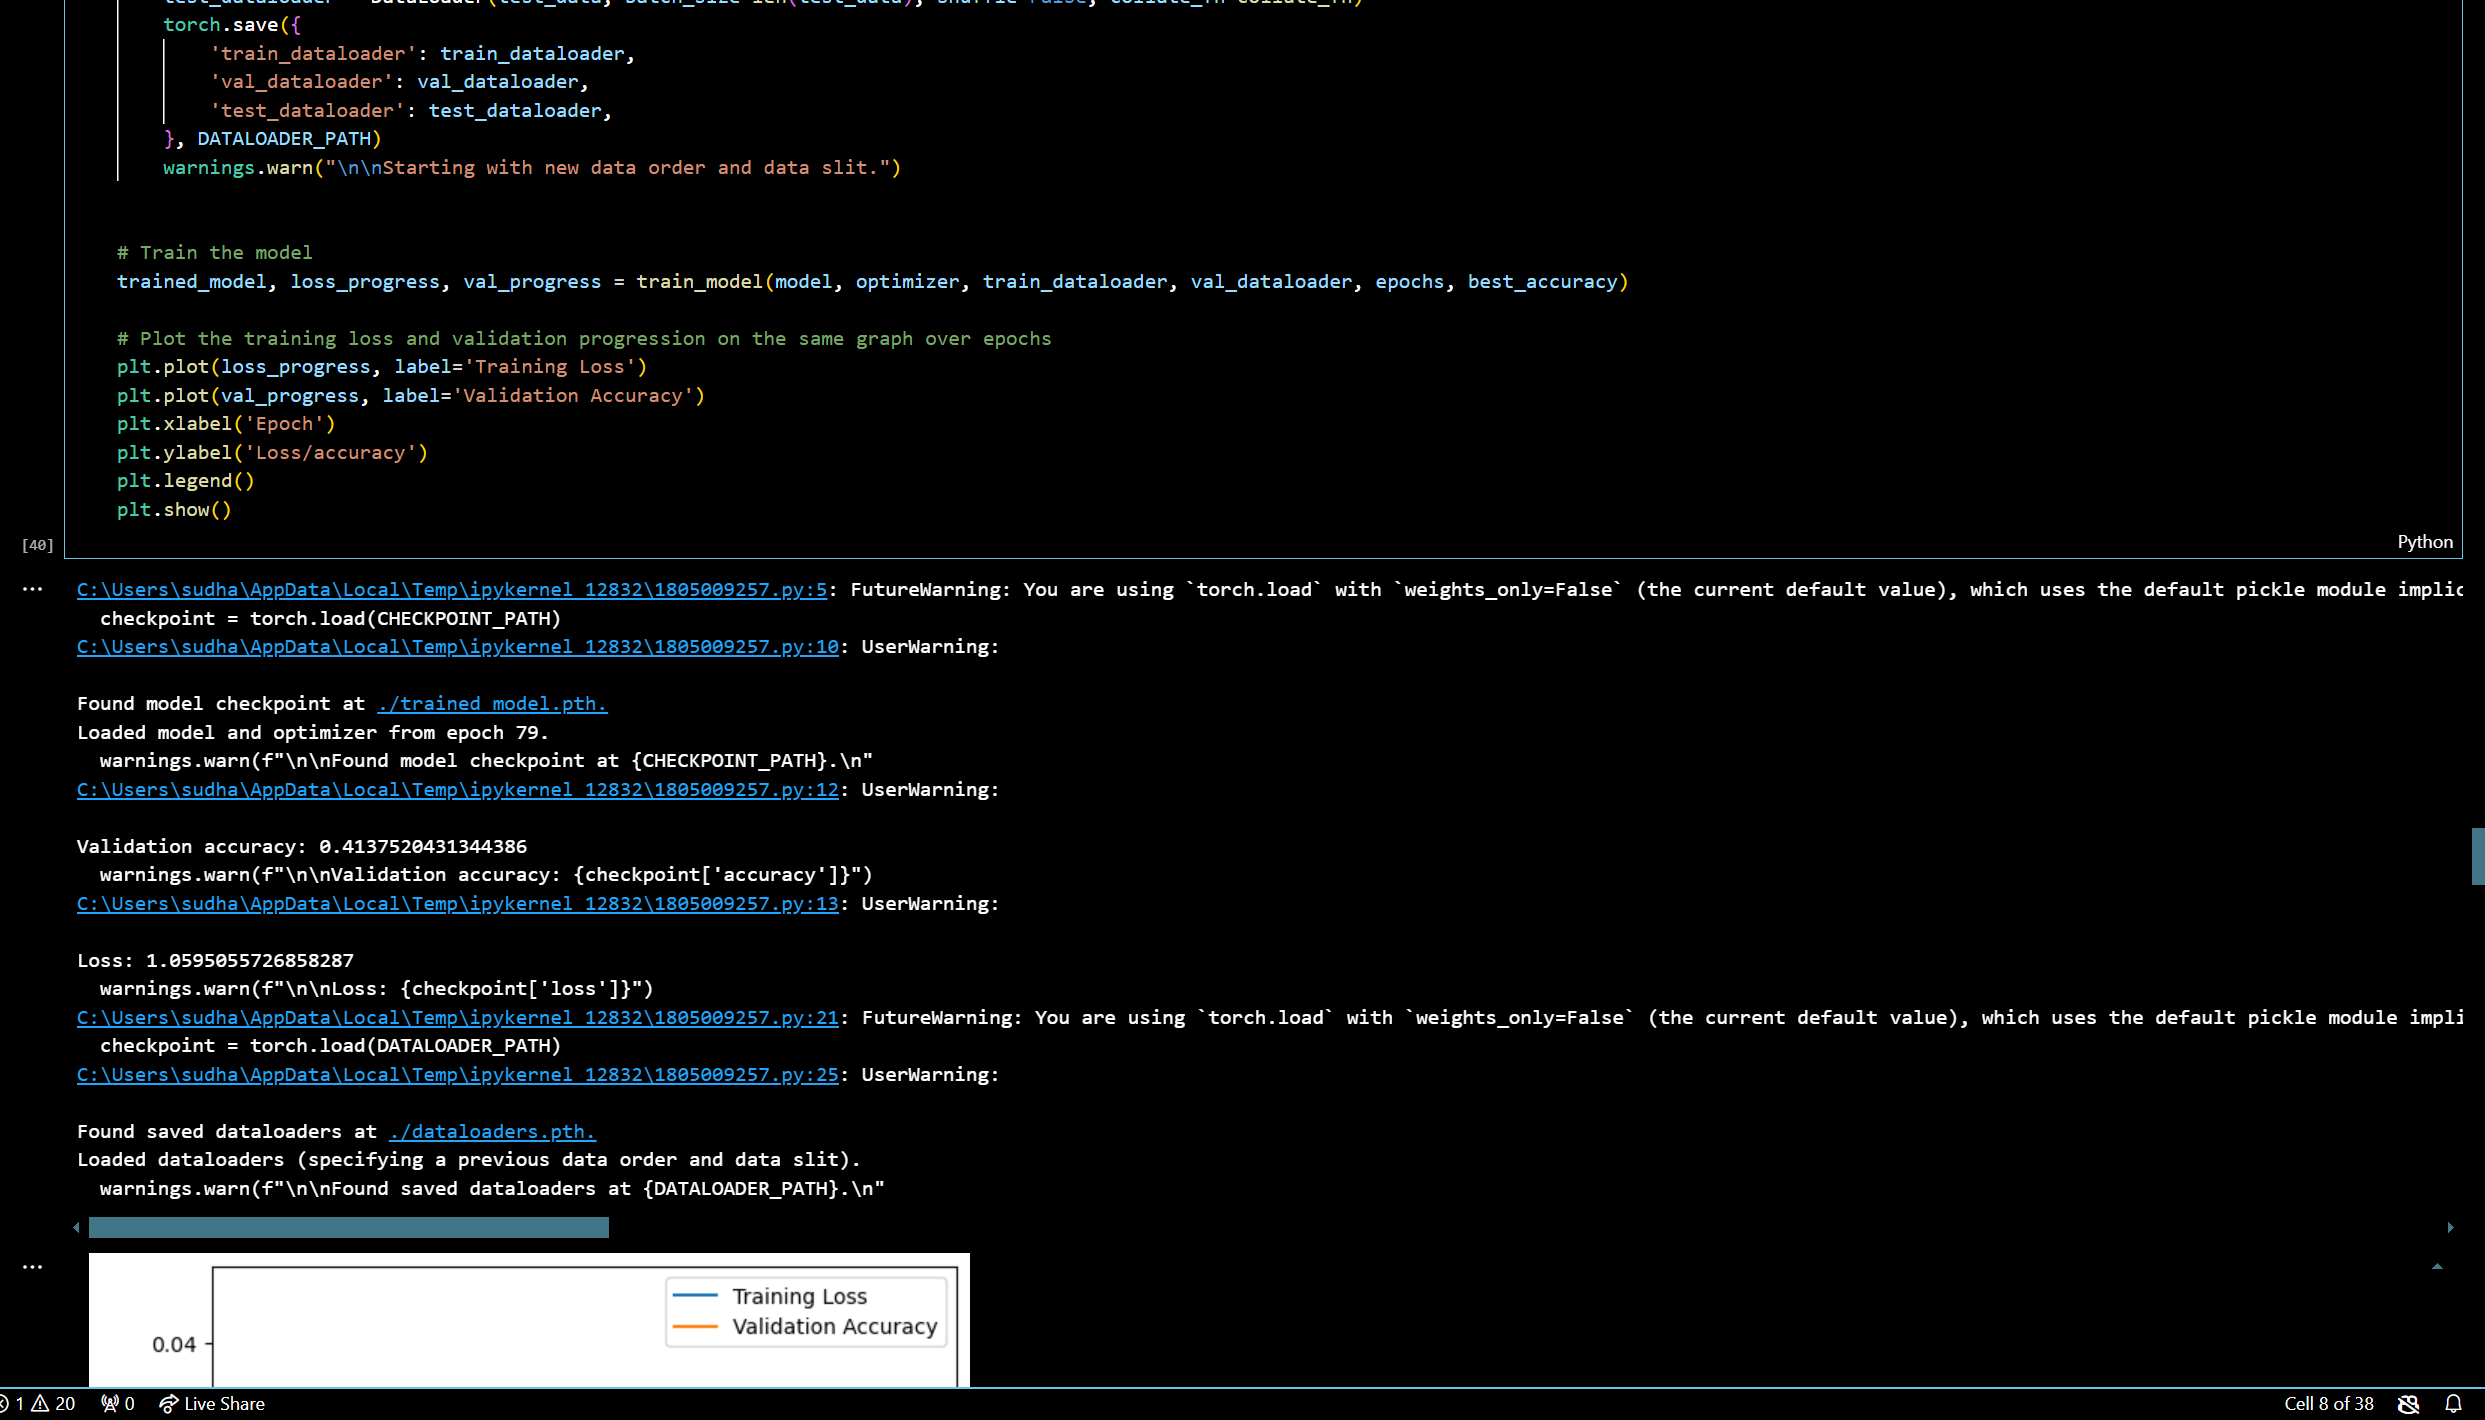 torch.save({
'train_dataloader': train_dataloader,
'val_dataloader': val_dataloader,
'test_dataloader': test_dataloader,
}, DATALOADER_PATH)
warnings.warn("\n\nStarting with new data order and data slit.")
# Train the model
trained_model, loss_progress, val_progress = train_model(model, optimizer, train_dataloader, val_dataloader, epochs, best_accuracy)
# Plot the training loss and validation progression on the same graph over epochs
plt.plot(loss_progress, label='Training Loss')
plt.plot(val_progress, label='Validation Accuracy')
plt.xlabel('Epoch')
plt.ylabel('Loss/accuracy')
plt.legend()
plt.show()
[40]
Python
C:\Users\sudha\AppData\Local\Temp\ipykernel_12832\1805009257.py:5: FutureWarning: You are using `torch.load` with `weights_only=False` (the current default value), which uses the default pickle module implic
checkpoint = torch.load(CHECKPOINT_PATH)
C:\Users\sudha\AppData\Local\Temp\ipykernel_12832\1805009257.py:10: UserWarning:
Found model checkpoint at ./trained_model.pth.
Loaded model and optimizer from epoch 79.
warnings.warn(f"\n\nFound model checkpoint at {CHECKPOINT_PATH}.\n"
C:\Users\sudha\AppData\Local\Temp\ipykernel_12832\1805009257.py:12: UserWarning:
Validation accuracy: 0.4137520431344386
warnings.warn(f"\n\nValidation accuracy: {checkpoint['accuracy']}")
C:\Users\sudha\AppData\Local\Temp\ipykernel_12832\1805009257.py:13: UserWarning:
Loss: 1.0595055726858287
warnings.warn(f"\n\nLoss: {checkpoint['loss']}")
C:\Users\sudha\AppData\Local\Temp\ipykernel_12832\1805009257.py:21: FutureWarning: You are using `torch.load` with `weights_only=False` (the current default value), which uses the default pickle module impli
checkpoint = torch.load(DATALOADER_PATH)
C:\Users\sudha\AppData\Local\Temp\ipykernel_12832\1805009257.py:25: UserWarning:
Found saved dataloaders at ./dataloaders.pth.
Loaded dataloaders (specifying a previous data order and data slit).
warnings.warn(f"\n\nFound saved dataloaders at {DATALOADER_PATH}.\n"
Training Loss
Validation Accuracy
0.04
1 20 0 Live Share
Cell 8 of 38